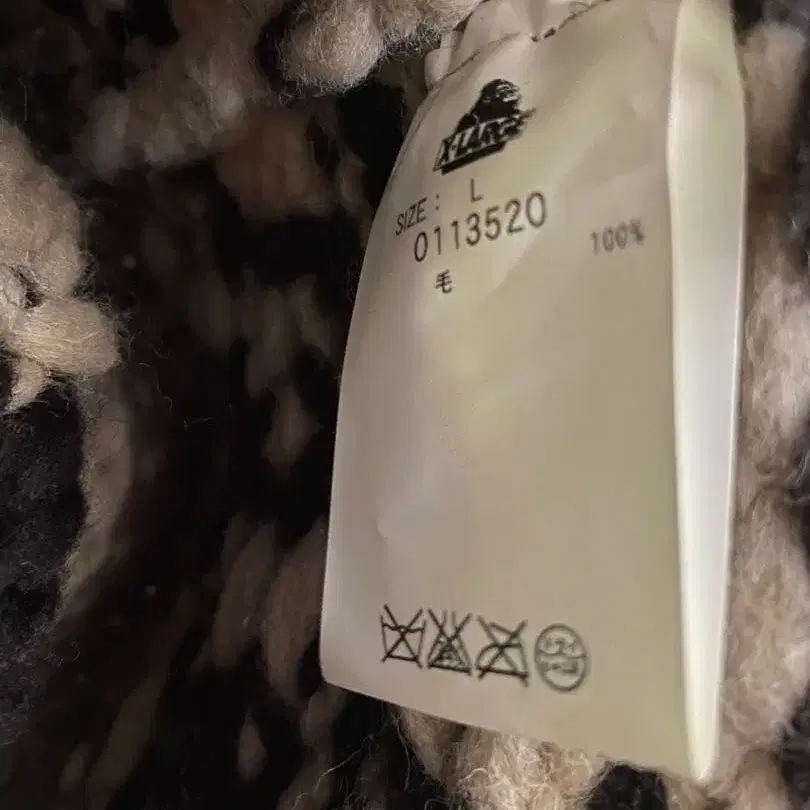 X-LARGE
SIZE : L
0113520
毛 100%